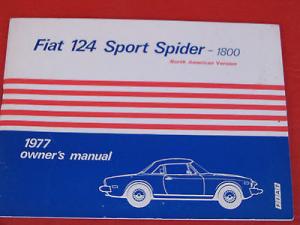 Fiat 124 Sport Spider - 1800
North American Version
1977
owner's manual
FIAT